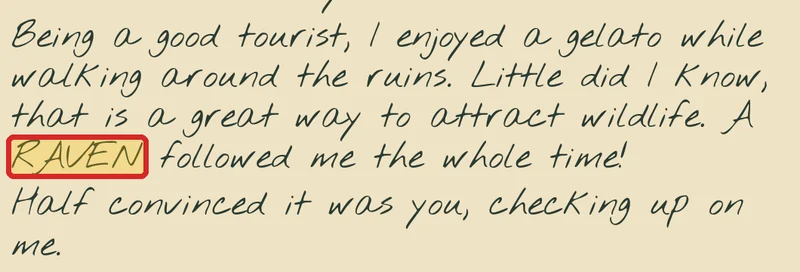 Being a good tourist, I enjoyed a gelato while
walking around the ruins. Little did I know,
that is a great way to attract wildlife. A
RAVEN followed me the whole time!
Half convinced it was you, checking up on
me.